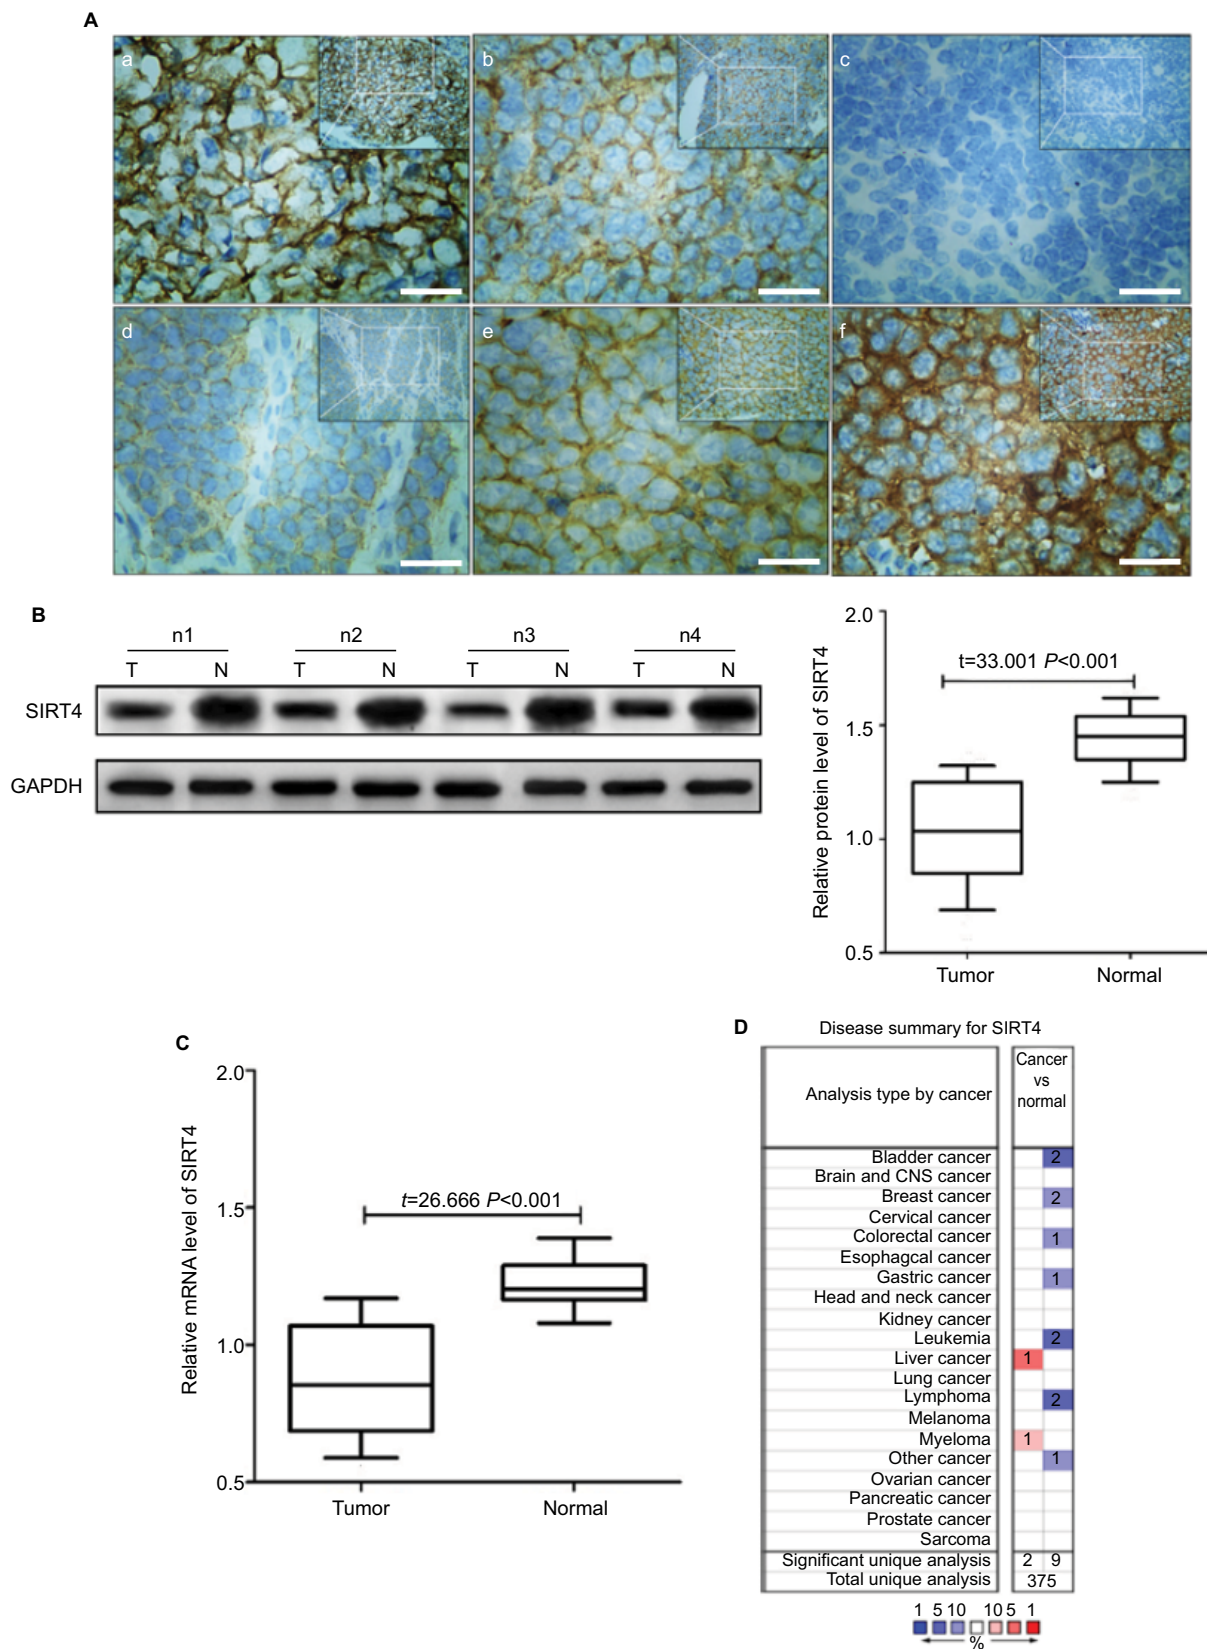 A
a
b
c
d
e
f
B
n1 n2 n3 n4
T N T N T N T N
SIRT4
GAPDH
Relative protein level of SIRT4
2.0
1.5
1.0
0.5
t=33.001 P<0.001
Tumor Normal
C
Relative mRNA level of SIRT4
2.0
1.5
1.0
0.5
t=26.666 P<0.001
Tumor Normal
D
Disease summary for SIRT4
Analysis type by cancer
Cancer
vs
normal
Bladder cancer 2
Brain and CNS cancer
Breast cancer 2
Cervical cancer
Colorectal cancer 1
Esophagcal cancer
Gastric cancer 1
Head and neck cancer
Kidney cancer
Leukemia 2
Liver cancer 1
Lung cancer
Lymphoma 2
Melanoma
Myeloma 1
Other cancer 1
Ovarian cancer
Pancreatic cancer
Prostate cancer
Sarcoma
Significant unique analysis 2 9
Total unique analysis 375
1 5 10 10 5 1
%